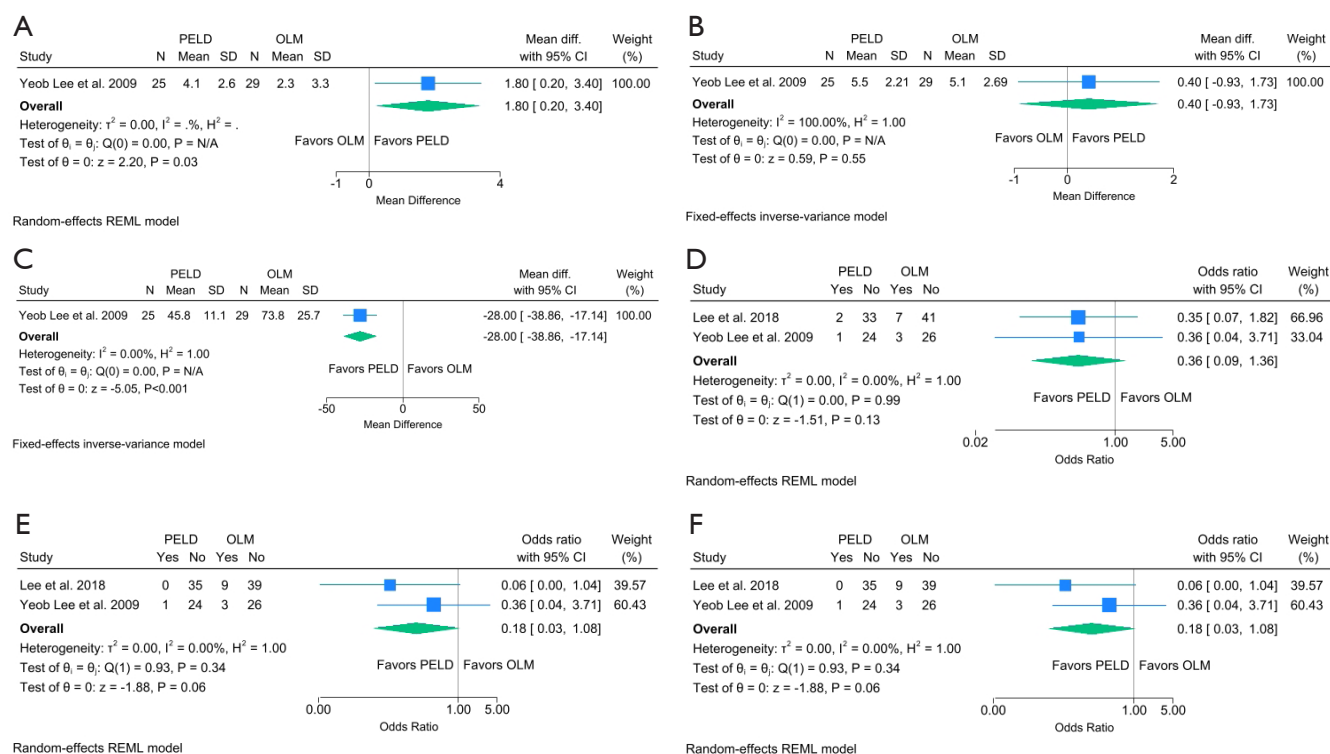 A
PELD OLM Mean diff. Weight
Study N Mean SD N Mean SD with 95% CI (%)
Yeob Lee et al. 2009 25 4.1 2.6 29 2.3 3.3 1.80 [ 0.20, 3.40] 100.00
Overall 1.80 [ 0.20, 3.40]
Heterogeneity: τ² = 0.00, I² = .%, H² = .
Favors OLM Favors PELD
Test of θᵢ = θⱼ: Q(0) = 0.00, P = N/A
Test of θ = 0: z = 2.20, P = 0.03
-1 0 4
Mean Difference
Random-effects REML model
B
PELD OLM Mean diff. Weight
Study N Mean SD N Mean SD with 95% CI (%)
Yeob Lee et al. 2009 25 5.5 2.21 29 5.1 2.69 0.40 [ -0.93, 1.73] 100.00
Overall 0.40 [ -0.93, 1.73]
Heterogeneity: I² = 100.00%, H² = 1.00
Favors OLM Favors PELD
Test of θᵢ = θⱼ: Q(0) = 0.00, P = N/A
Test of θ = 0: z = 0.59, P = 0.55
-1 0 2
Mean Difference
Fixed-effects inverse-variance model
C
PELD OLM Mean diff. Weight
Study N Mean SD N Mean SD with 95% CI (%)
Yeob Lee et al. 2009 25 45.8 11.1 29 73.8 25.7 -28.00 [ -38.86, -17.14] 100.00
Overall -28.00 [ -38.86, -17.14]
Heterogeneity: I² = 0.00%, H² = 1.00
Favors PELD Favors OLM
Test of θᵢ = θⱼ: Q(0) = 0.00, P = N/A
Test of θ = 0: z = -5.05, P<0.001
-50 0 50
Mean Difference
Fixed-effects inverse-variance model
D
PELD OLM Odds ratio Weight
Study Yes No Yes No with 95% CI (%)
Lee et al. 2018 2 33 7 41 0.35 [ 0.07, 1.82] 66.96
Yeob Lee et al. 2009 1 24 3 26 0.36 [ 0.04, 3.71] 33.04
Overall 0.36 [ 0.09, 1.36]
Heterogeneity: τ² = 0.00, I² = 0.00%, H² = 1.00
Favors PELD Favors OLM
Test of θᵢ = θⱼ: Q(1) = 0.00, P = 0.99
Test of θ = 0: z = -1.51, P = 0.13
0.02 1.00 5.00
Odds Ratio
Random-effects REML model
E
PELD OLM Odds ratio Weight
Study Yes No Yes No with 95% CI (%)
Lee et al. 2018 0 35 9 39 0.06 [ 0.00, 1.04] 39.57
Yeob Lee et al. 2009 1 24 3 26 0.36 [ 0.04, 3.71] 60.43
Overall 0.18 [ 0.03, 1.08]
Heterogeneity: τ² = 0.00, I² = 0.00%, H² = 1.00
Favors PELD Favors OLM
Test of θᵢ = θⱼ: Q(1) = 0.93, P = 0.34
Test of θ = 0: z = -1.88, P = 0.06
0.00 1.00 5.00
Odds Ratio
Random-effects REML model
F
PELD OLM Odds ratio Weight
Study Yes No Yes No with 95% CI (%)
Lee et al. 2018 0 35 9 39 0.06 [ 0.00, 1.04] 39.57
Yeob Lee et al. 2009 1 24 3 26 0.36 [ 0.04, 3.71] 60.43
Overall 0.18 [ 0.03, 1.08]
Heterogeneity: τ² = 0.00, I² = 0.00%, H² = 1.00
Favors PELD Favors OLM
Test of θᵢ = θⱼ: Q(1) = 0.93, P = 0.34
Test of θ = 0: z = -1.88, P = 0.06
0.00 1.00 5.00
Odds Ratio
Random-effects REML model